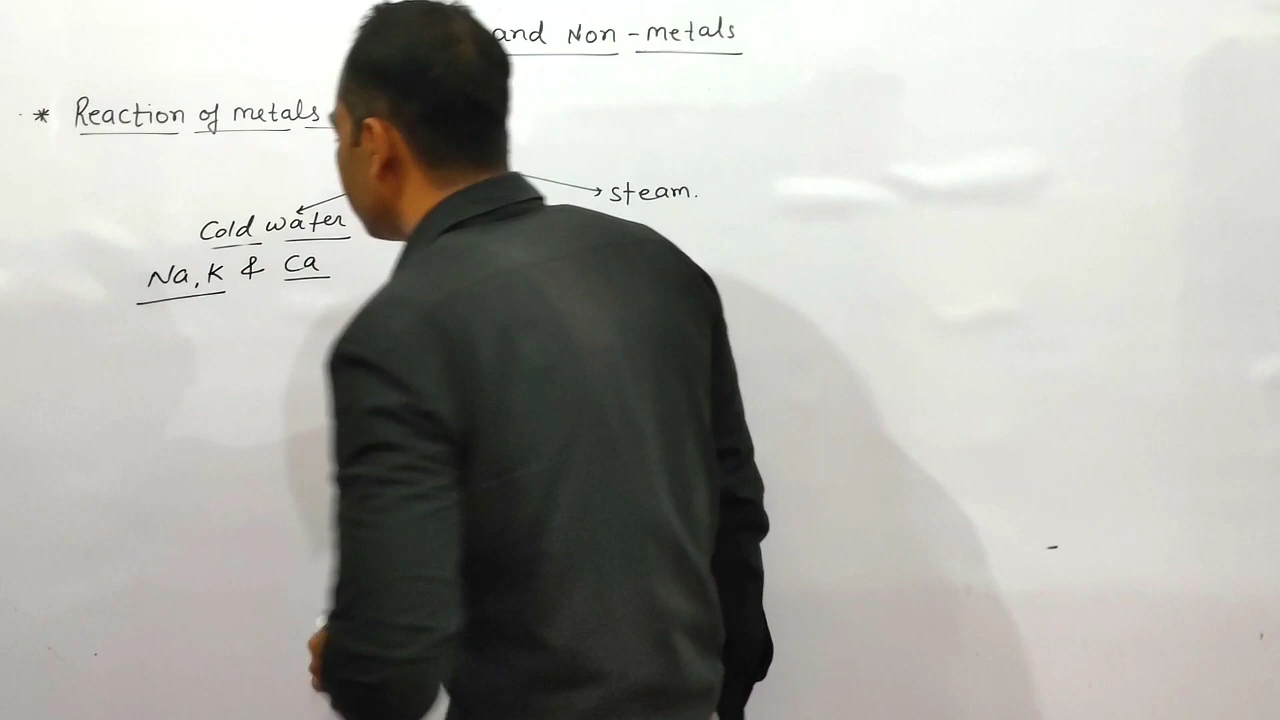 and Non-metals
* Reaction of metals
steam.
Cold water
Na, K & Ca